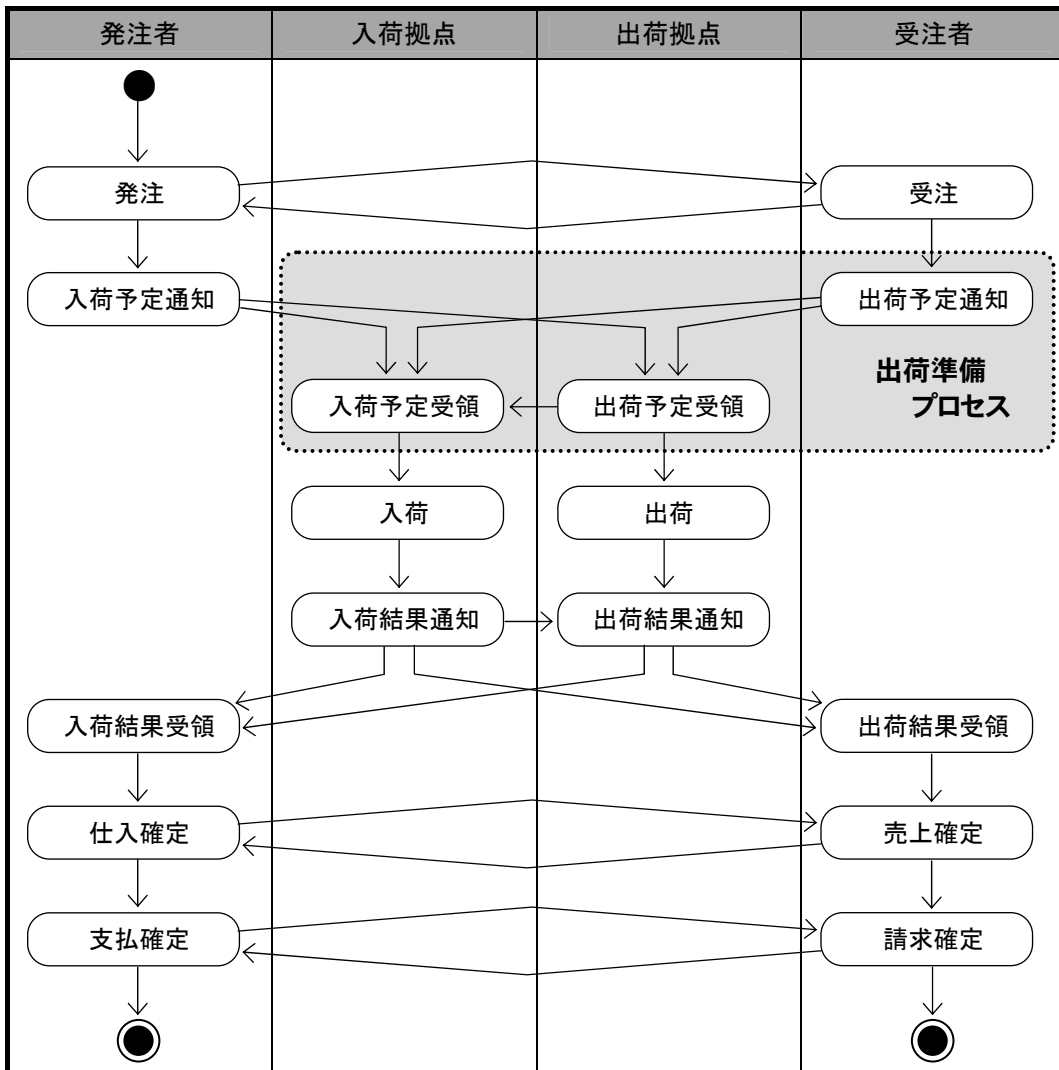 発注者
入荷拠点
出荷拠点
受注者
発注
受注
入荷予定通知
出荷予定通知
出荷準備
プロセス
入荷予定受領
出荷予定受領
入荷
出荷
入荷結果通知
出荷結果通知
入荷結果受領
出荷結果受領
仕入確定
売上確定
支払確定
請求確定